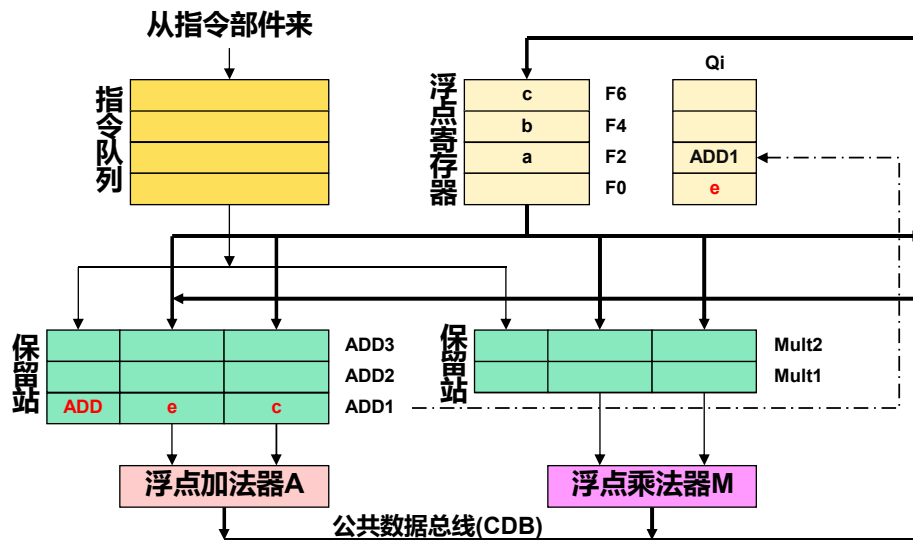 从指令部件来
指令队列
浮点寄存器
Qi
c F6
b F4
a F2 ADD1
F0 e
保留站
ADD3
ADD2
ADD e c ADD1
保留站
Mult2
Mult1
浮点加法器A
浮点乘法器M
公共数据总线(CDB)